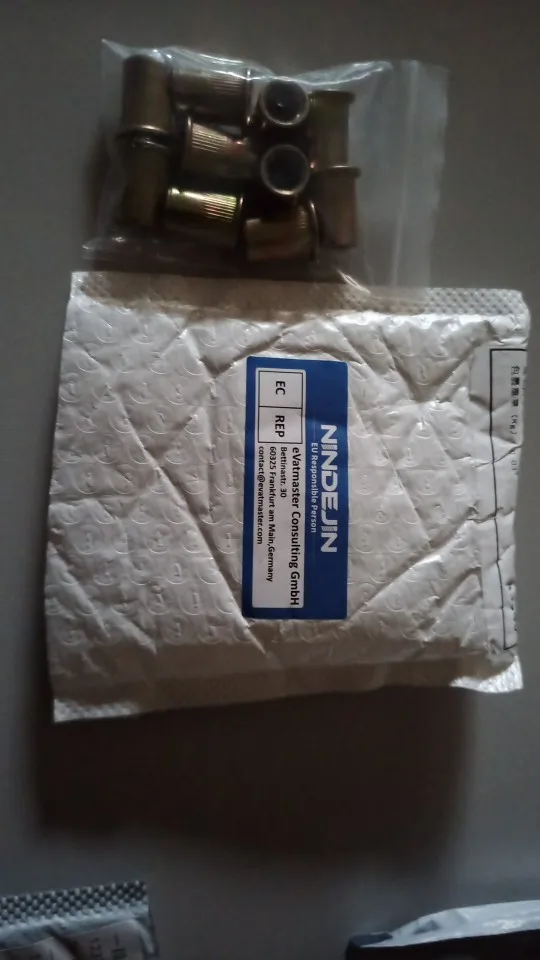 NINDEJIN
EU Responsible Person
EC REP
eVatmaster Consulting GmbH
Bettinastr. 30
60325 Frankfurt am Main,Germany
contact@evatmaster.com
(Kg)